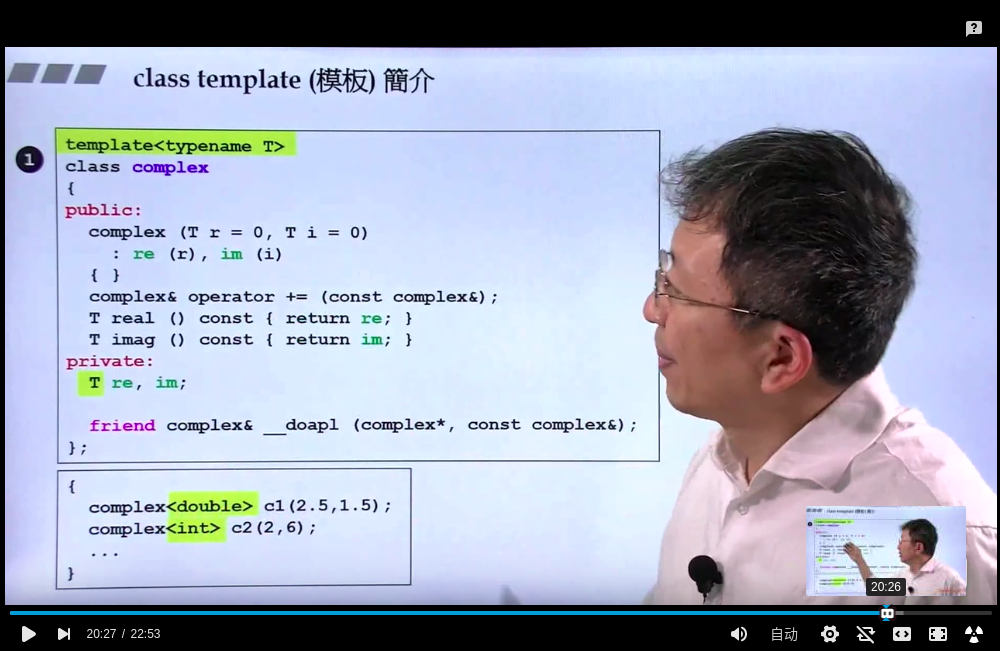 class template (模板) 簡介
1
template<typename T>
class complex
{
public:
complex (T r = 0, T i = 0)
: re (r), im (i)
{ }
complex& operator += (const complex&);
T real () const { return re; }
T imag () const { return im; }
private:
T re, im;
friend complex& __doapl (complex*, const complex&);
};
{
complex<double> c1(2.5,1.5);
complex<int> c2(2,6);
...
}
20:26
20:27 / 22:53
自动